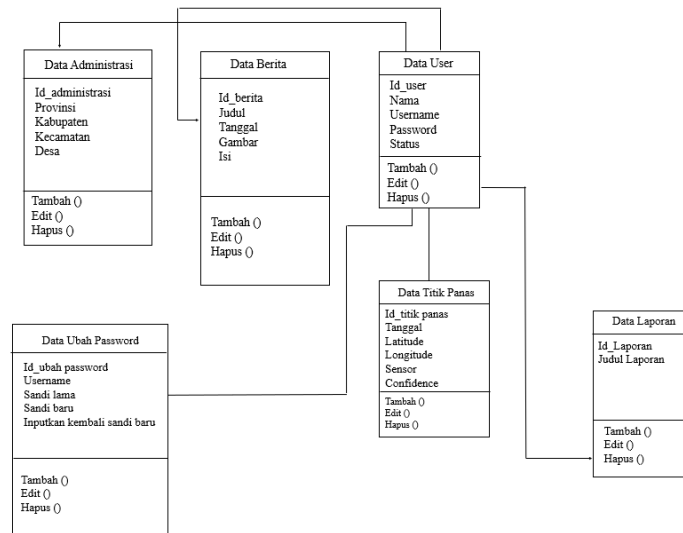 Data Administrasi
Id_administrasi
Provinsi
Kabupaten
Kecamatan
Desa
Tambah ()
Edit ()
Hapus ()
Data Berita
Id_berita
Judul
Tanggal
Gambar
Isi
Tambah ()
Edit ()
Hapus ()
Data User
Id_user
Nama
Username
Password
Status
Tambah ()
Edit ()
Hapus ()
Data Ubah Password
Id_ubah password
Username
Sandi lama
Sandi baru
Inputkan kembali sandi baru
Tambah ()
Edit ()
Hapus ()
Data Titik Panas
Id_titik panas
Tanggal
Latitude
Longitude
Sensor
Confidence
Tambah ()
Edit ()
Hapus ()
Data Laporan
Id_Laporan
Judul Laporan
Tambah ()
Edit ()
Hapus ()